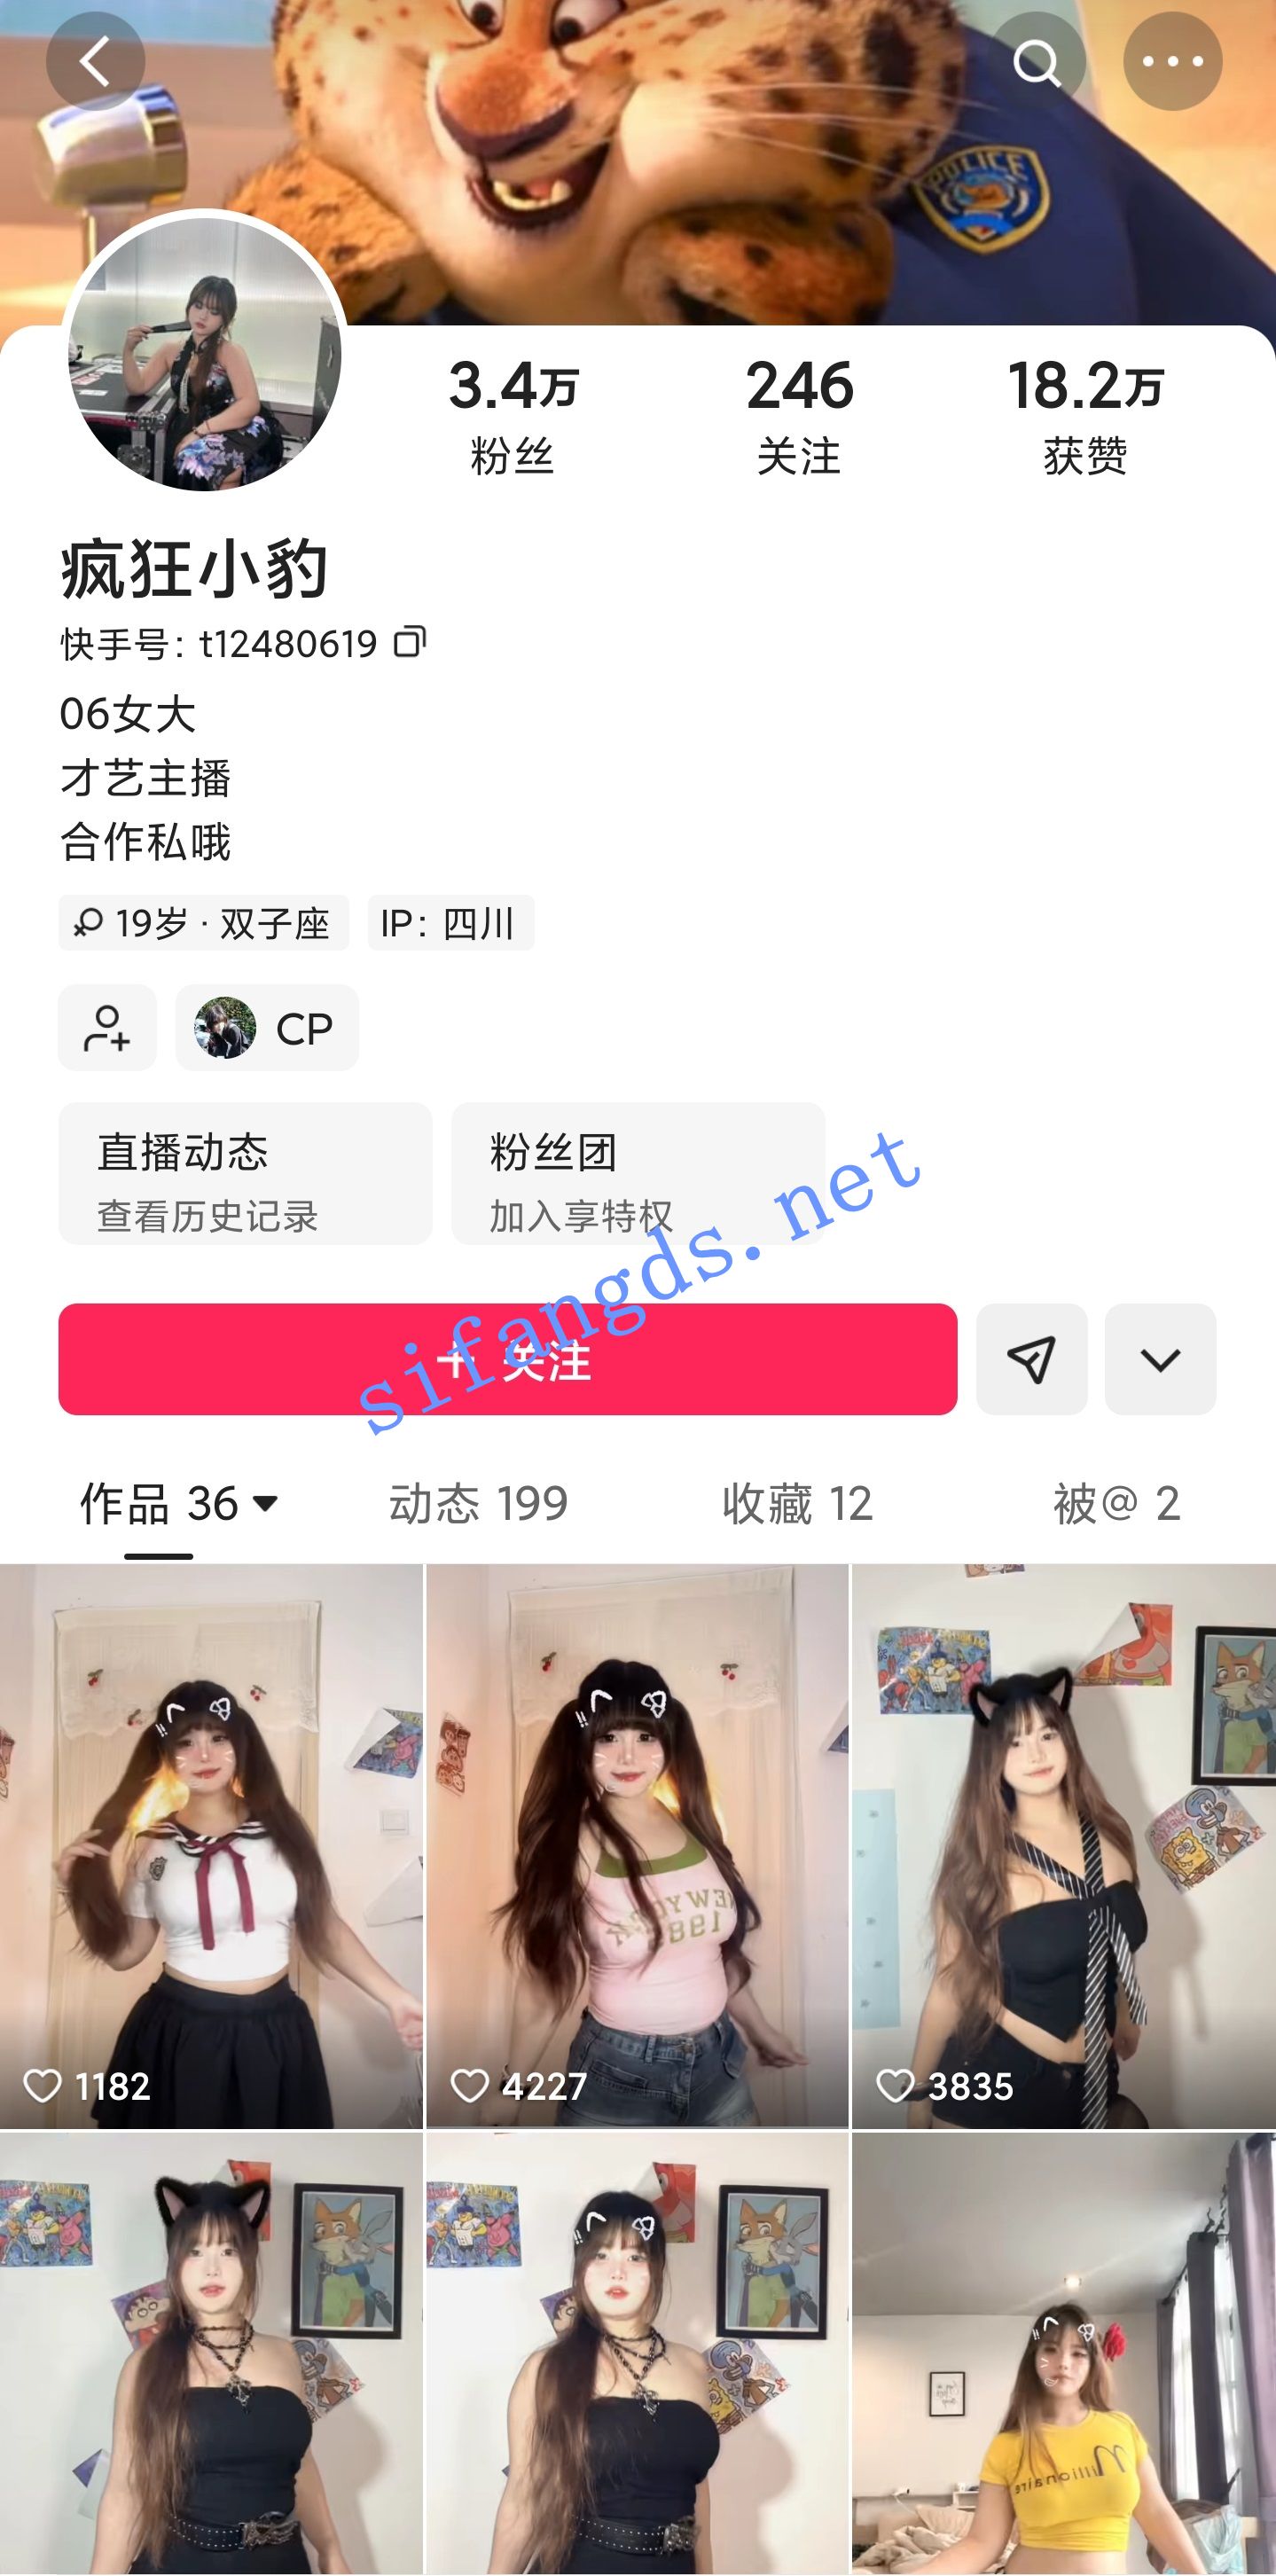 POLICE
3.4万
246
18.2万
粉丝
关注
获赞
疯狂小豹
快手号：t12480619
06女大
才艺主播
合作私哦
19岁 · 双子座
IP：四川
CP
直播动态
粉丝团
查看历史记录
加入享特权
+ 关注
sifangds.net
作品 36
动态 199
收藏 12
被@ 2
NEWYORK
1981
1182
4227
3835
Millionaire